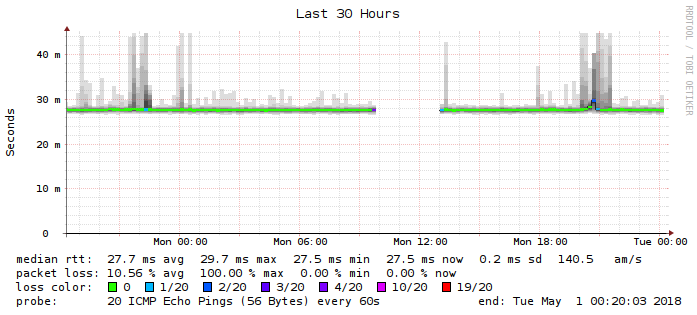 Last 30 Hours
RRDTOOL / TOBI OETIKER
Seconds
40 m
30 m
20 m
10 m
0
Mon 00:00 Mon 06:00 Mon 12:00 Mon 18:00 Tue 00:00
median rtt: 27.7 ms avg 29.7 ms max 27.5 ms min 27.5 ms now 0.2 ms sd 140.5 am/s
packet loss: 10.56 % avg 100.00 % max 0.00 % min 0.00 % now
loss color: 0 1/20 2/20 3/20 4/20 10/20 19/20
probe: 20 ICMP Echo Pings (56 Bytes) every 60s end: Tue May 1 00:20:03 2018